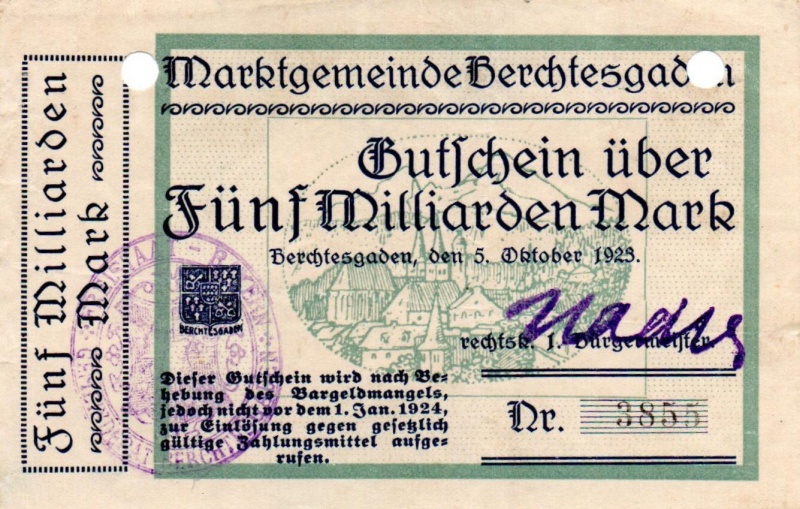 Fünf Milliarden
Mark
Marktgemeinde Berchtesgaden
Gutschein über
Fünf Milliarden Mark
Berchtesgaden, den 5. Oktober 1923.
BERCHTESGADEN
rechtsk. 1. Bürgermeister
Dieser Gutschein wird nach Be-
hebung des Bargeldmangels,
jedoch nicht vor dem 1. Jan. 1924,
zur Einlösung gegen gesetzlich
gültige Zahlungsmittel aufge-
rufen.
Nr. 3855